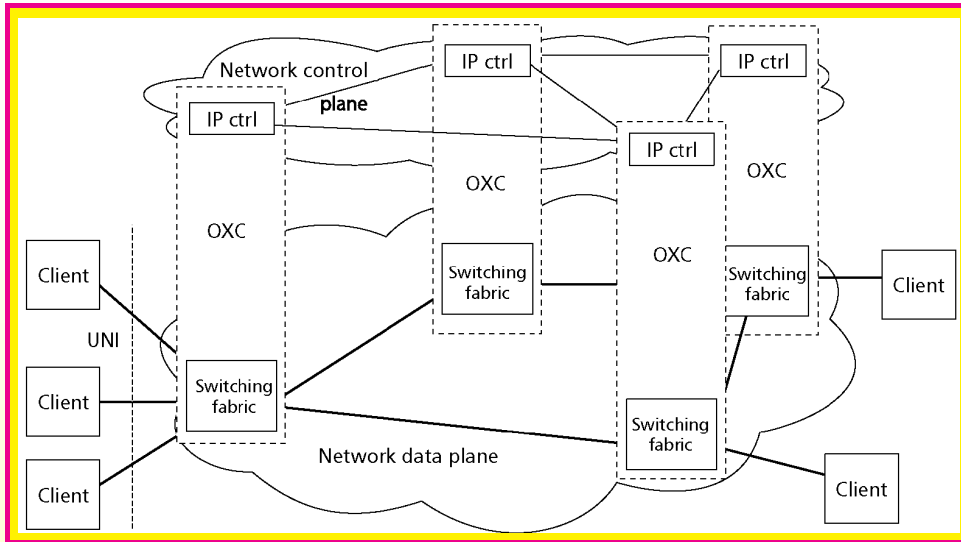 IP ctrl
IP ctrl
Network control
plane
IP ctrl
IP ctrl
OXC
OXC
OXC
OXC
Client
Switching
fabric
Switching
fabric
Client
UNI
Client
Switching
fabric
Switching
fabric
Network data plane
Client
Client